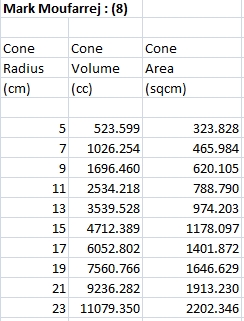 Mark Moufarrej : (8)
Cone Cone Cone
Radius Volume Area
(cm) (cc) (sqcm)
5 523.599 323.828
7 1026.254 465.984
9 1696.460 620.105
11 2534.218 788.790
13 3539.528 974.203
15 4712.389 1178.097
17 6052.802 1401.872
19 7560.766 1646.629
21 9236.282 1913.230
23 11079.350 2202.346